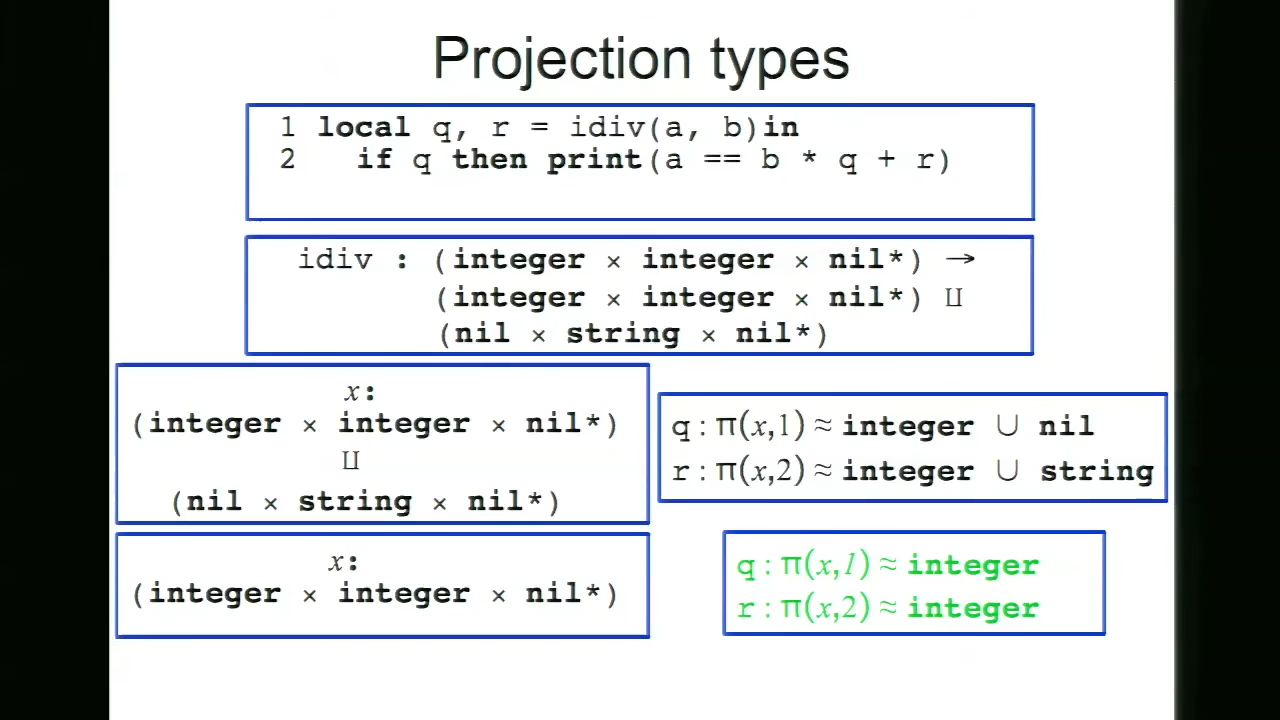 Projection types
1 local q, r = idiv(a, b)in
2 if q then print(a == b * q + r)
idiv : (integer × integer × nil*) →
(integer × integer × nil*) ⊔
(nil × string × nil*)
x:
(integer × integer × nil*)
⊔
(nil × string × nil*)
q : π(x,1) ≈ integer ∪ nil
r : π(x,2) ≈ integer ∪ string
x:
(integer × integer × nil*)
q : π(x,1) ≈ integer
r : π(x,2) ≈ integer